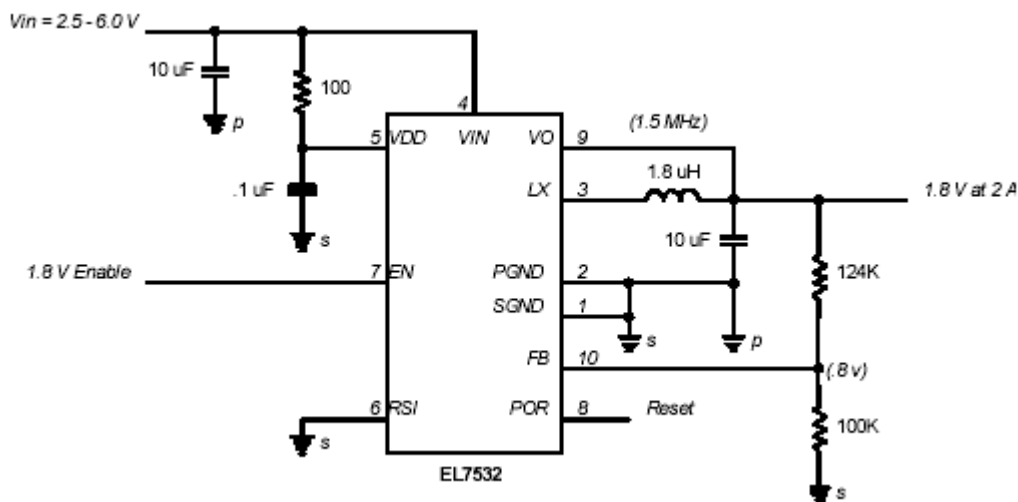 Vin = 2.5 - 6.0 V
10 uF
p
100
4
5 VDD
VIN
VO 9
(1.5 MHz)
.1 uF
s
LX 3
1.8 uH
1.8 V at 2 A
10 uF
1.8 V Enable
7 EN
PGND 2
124K
SGND 1
s
p
FB 10
(.8 v)
6 RSI
s
POR 8
Reset
100K
EL7532
s